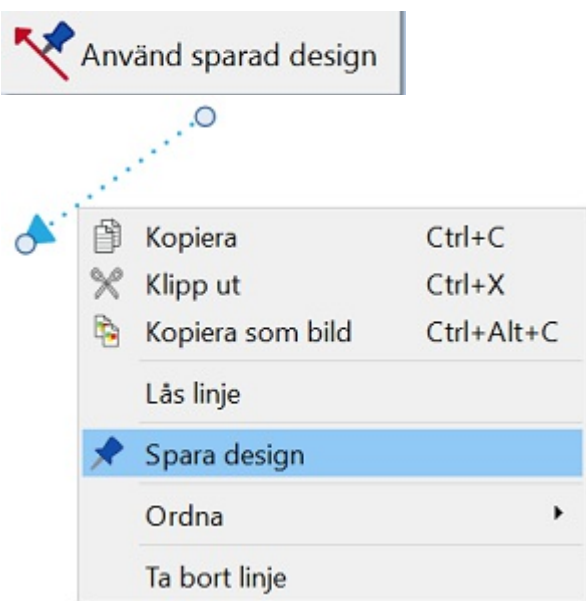 Använd sparad design
Kopiera Ctrl+C
Klipp ut Ctrl+X
Kopiera som bild Ctrl+Alt+C
Lås linje
Spara design
Ordna
Ta bort linje